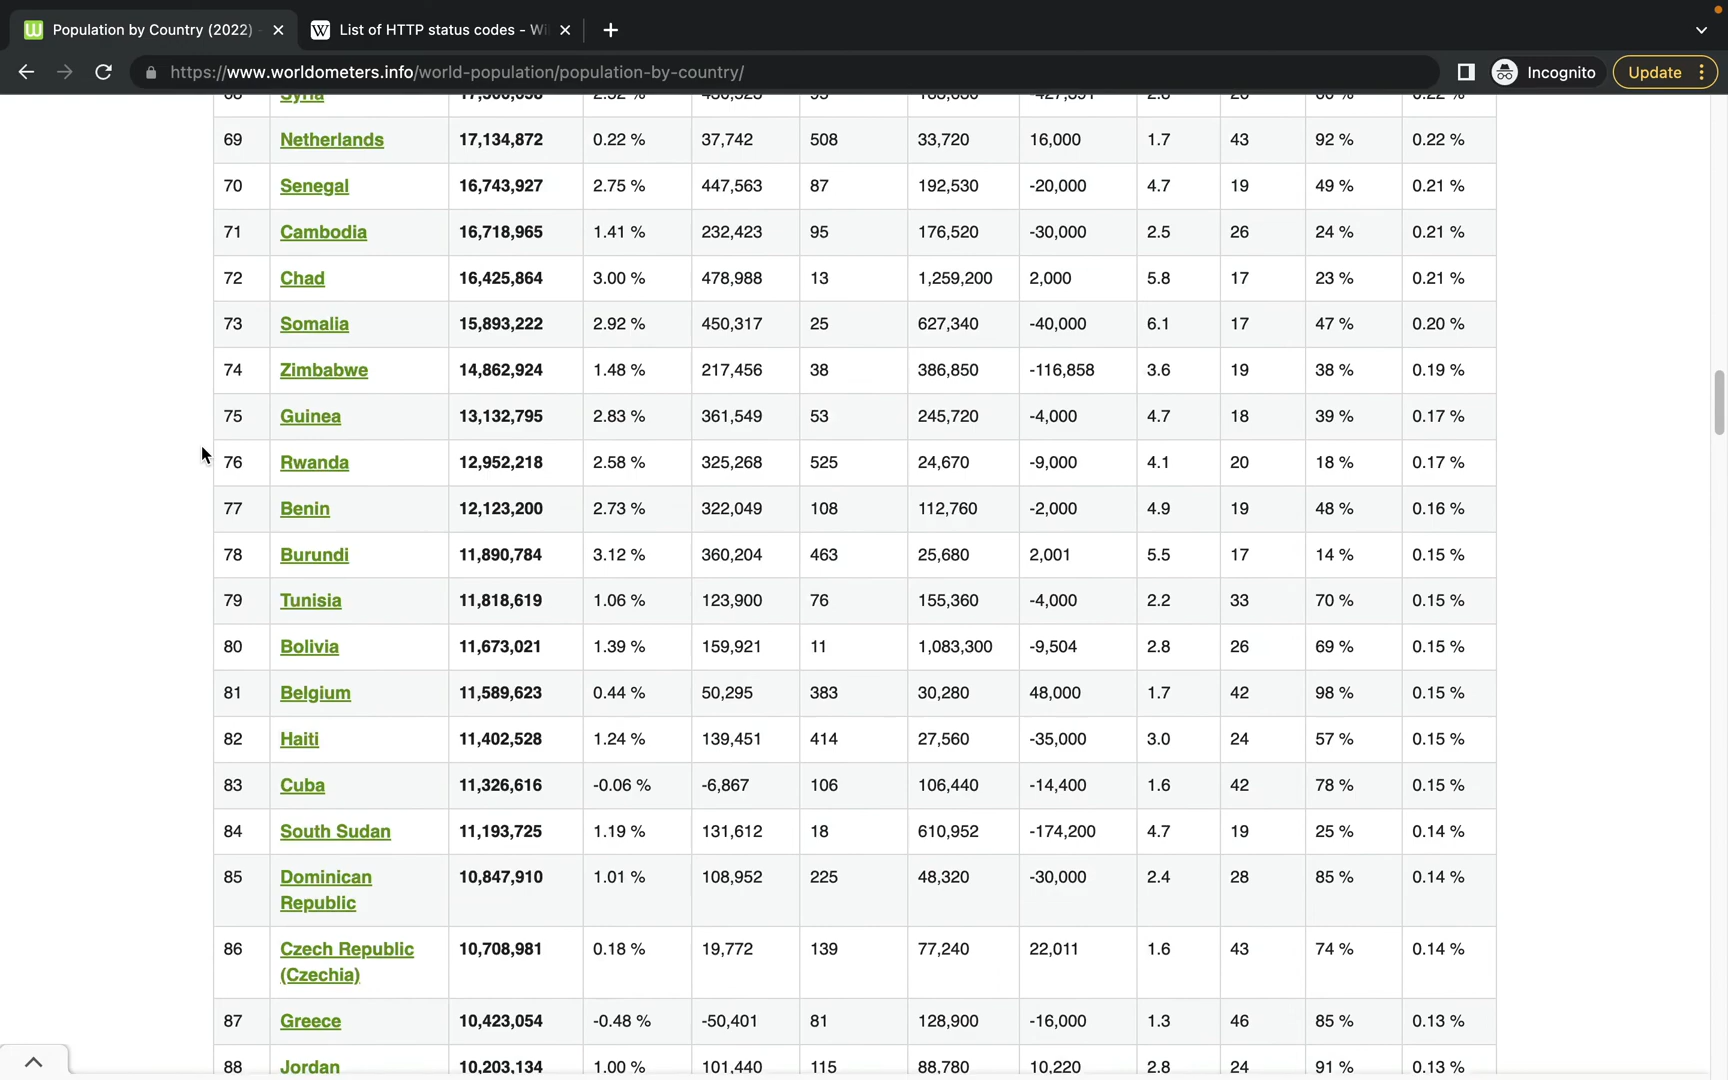 Population by Country (2022) -
List of HTTP status codes - Wi
https://www.worldometers.info/world-population/population-by-country/
Incognito
Update
69 Netherlands 17,134,872 0.22 % 37,742 508 33,720 16,000 1.7 43 92 % 0.22 %
70 Senegal 16,743,927 2.75 % 447,563 87 192,530 -20,000 4.7 19 49 % 0.21 %
71 Cambodia 16,718,965 1.41 % 232,423 95 176,520 -30,000 2.5 26 24 % 0.21 %
72 Chad 16,425,864 3.00 % 478,988 13 1,259,200 2,000 5.8 17 23 % 0.21 %
73 Somalia 15,893,222 2.92 % 450,317 25 627,340 -40,000 6.1 17 47 % 0.20 %
74 Zimbabwe 14,862,924 1.48 % 217,456 38 386,850 -116,858 3.6 19 38 % 0.19 %
75 Guinea 13,132,795 2.83 % 361,549 53 245,720 -4,000 4.7 18 39 % 0.17 %
76 Rwanda 12,952,218 2.58 % 325,268 525 24,670 -9,000 4.1 20 18 % 0.17 %
77 Benin 12,123,200 2.73 % 322,049 108 112,760 -2,000 4.9 19 48 % 0.16 %
78 Burundi 11,890,784 3.12 % 360,204 463 25,680 2,001 5.5 17 14 % 0.15 %
79 Tunisia 11,818,619 1.06 % 123,900 76 155,360 -4,000 2.2 33 70 % 0.15 %
80 Bolivia 11,673,021 1.39 % 159,921 11 1,083,300 -9,504 2.8 26 69 % 0.15 %
81 Belgium 11,589,623 0.44 % 50,295 383 30,280 48,000 1.7 42 98 % 0.15 %
82 Haiti 11,402,528 1.24 % 139,451 414 27,560 -35,000 3.0 24 57 % 0.15 %
83 Cuba 11,326,616 -0.06 % -6,867 106 106,440 -14,400 1.6 42 78 % 0.15 %
84 South Sudan 11,193,725 1.19 % 131,612 18 610,952 -174,200 4.7 19 25 % 0.14 %
85 Dominican 10,847,910 1.01 % 108,952 225 48,320 -30,000 2.4 28 85 % 0.14 %
Republic
86 Czech Republic 10,708,981 0.18 % 19,772 139 77,240 22,011 1.6 43 74 % 0.14 %
(Czechia)
87 Greece 10,423,054 -0.48 % -50,401 81 128,900 -16,000 1.3 46 85 % 0.13 %
88 Jordan 10,203,134 1.00 % 101,440 115 88,780 10,220 2.8 24 91 % 0.13 %